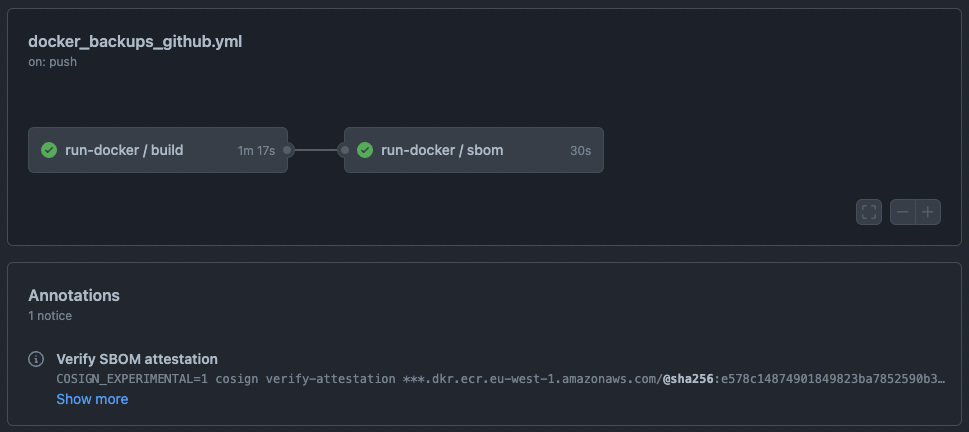 docker_backups_github.yml
on: push
run-docker / build 1m 17s
run-docker / sbom 30s
Annotations
1 notice
Verify SBOM attestation
COSIGN_EXPERIMENTAL=1 cosign verify-attestation ***.dkr.ecr.eu-west-1.amazonaws.com/@sha256:e578c14874901849823ba7852590b3…
Show more